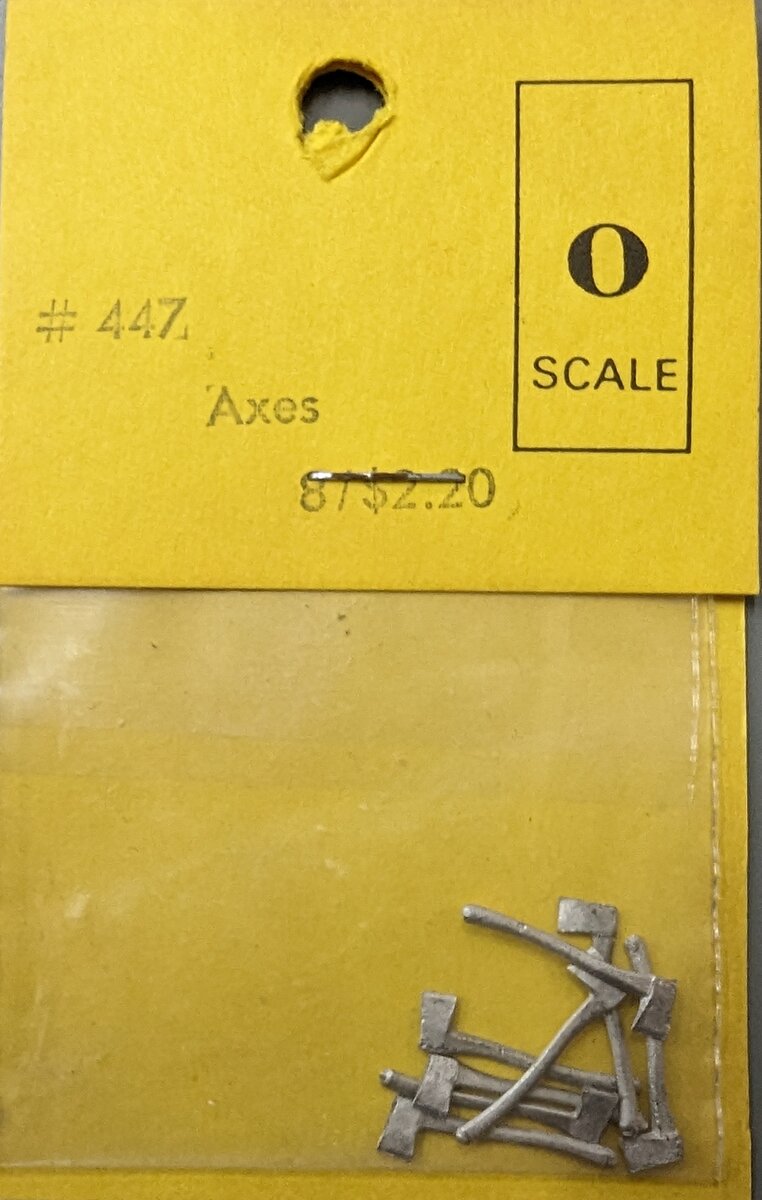 O
SCALE
# 447
Axes
8/$2.20